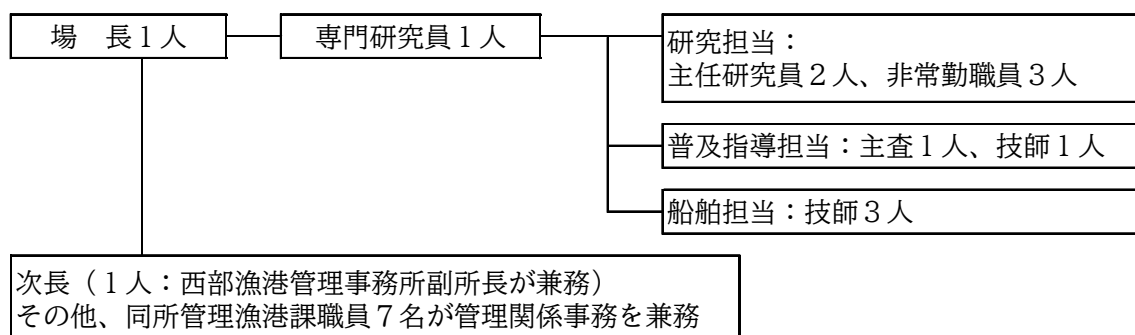 場　長１人
専門研究員１人
研究担当：
主任研究員２人、非常勤職員３人
普及指導担当：主査１人、技師１人
船舶担当：技師３人
次長（１人：西部漁港管理事務所副所長が兼務）
その他、同所管理漁港課職員７名が管理関係事務を兼務